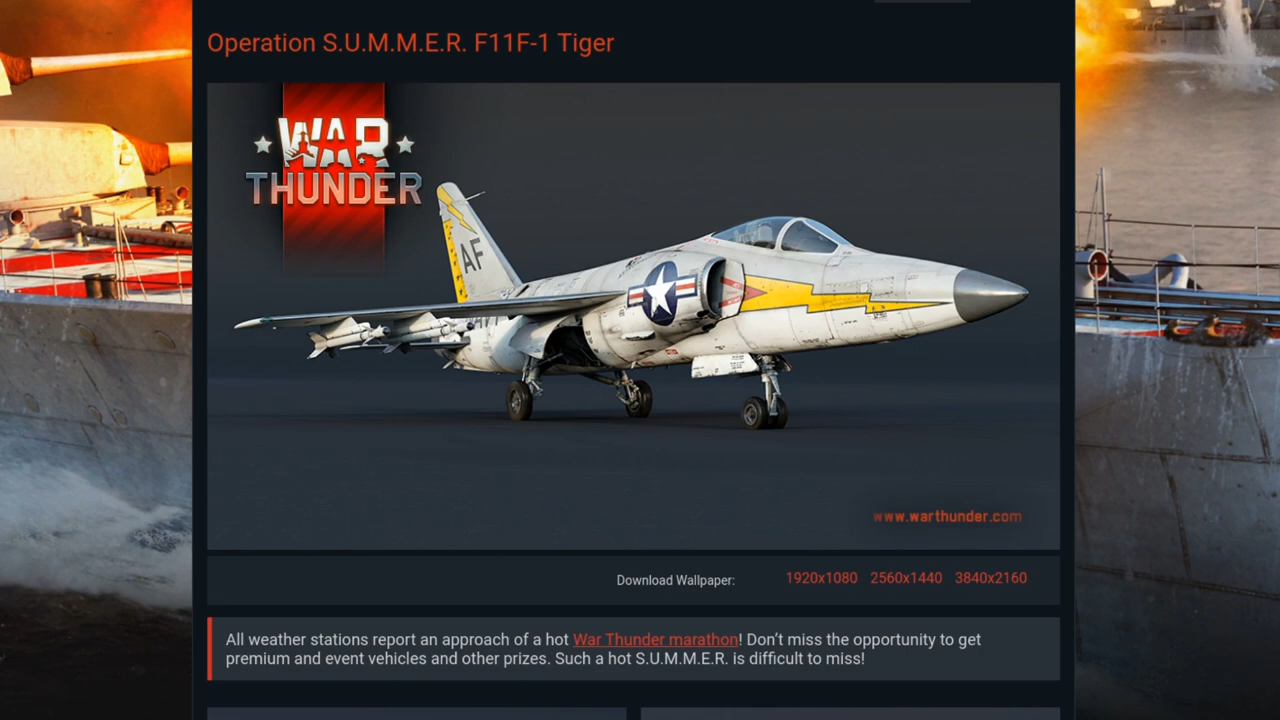 Operation S.U.M.M.E.R. F11F-1 Tiger
WAR
THUNDER
AF
www.warthunder.com
Download Wallpaper: 1920x1080 2560x1440 3840x2160
All weather stations report an approach of a hot War Thunder marathon! Don’t miss the opportunity to get
premium and event vehicles and other prizes. Such a hot S.U.M.M.E.R. is difficult to miss!